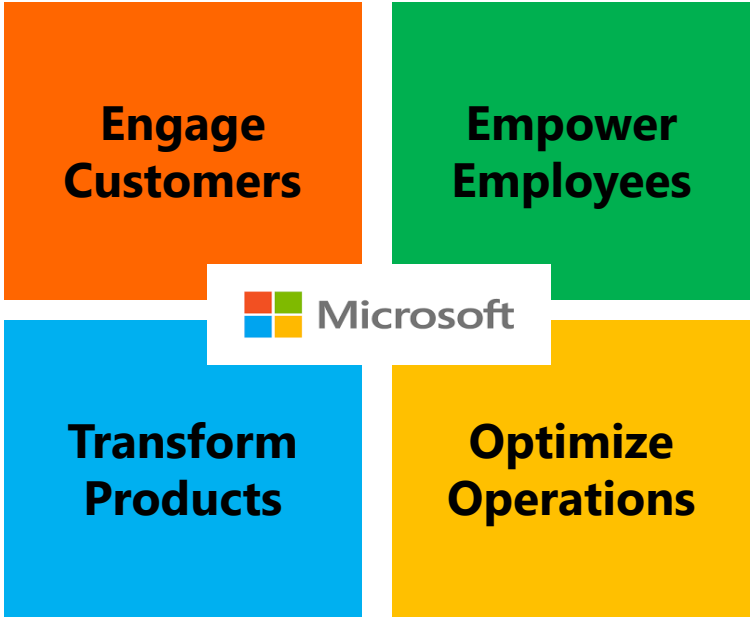 Engage
Customers
Empower
Employees
Microsoft
Transform
Products
Optimize
Operations